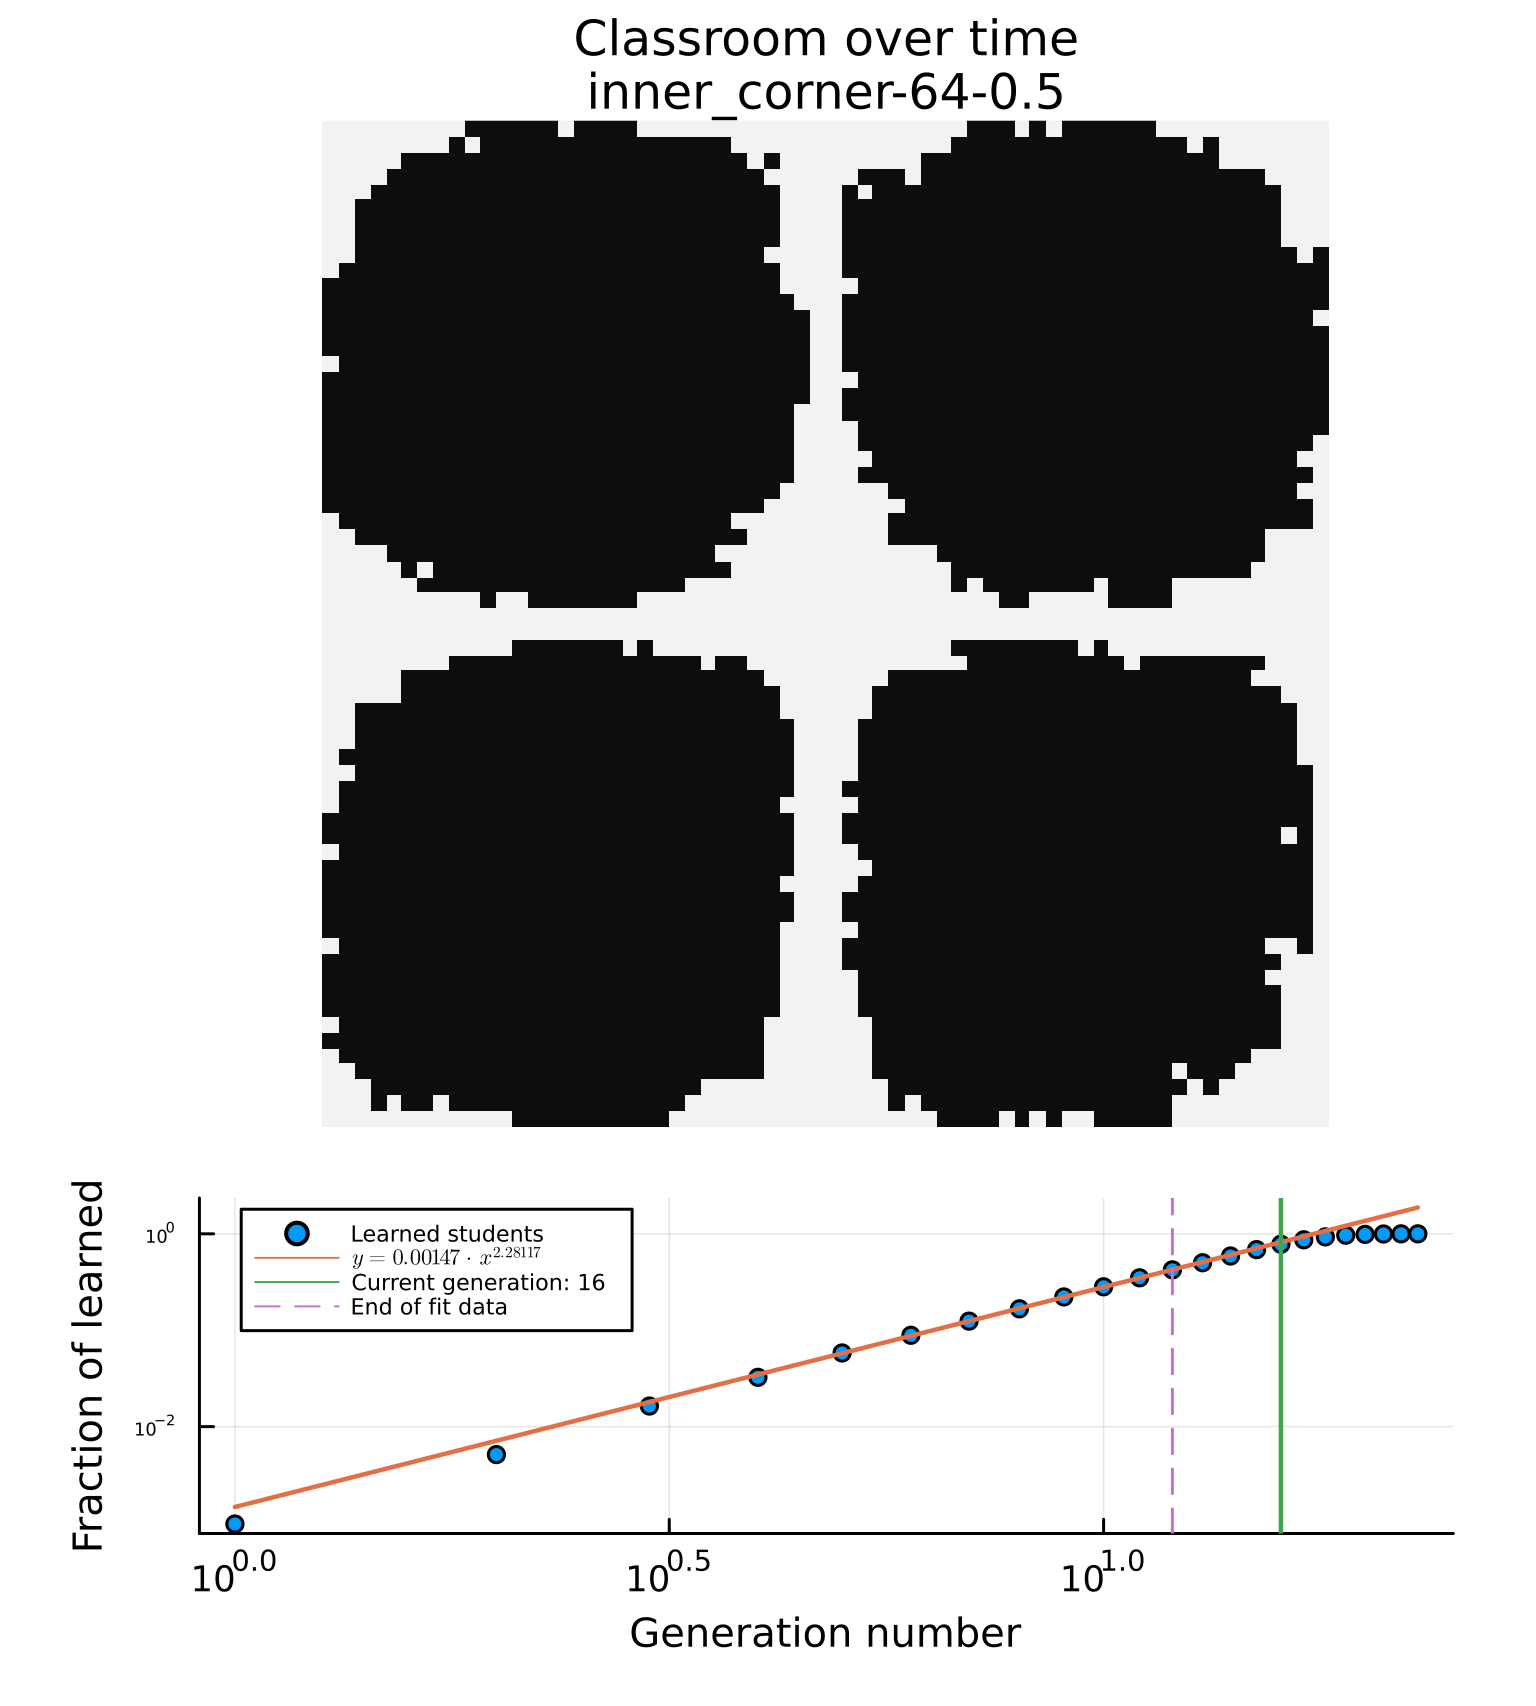 Classroom over time
inner_corner-64-0.5
Fraction of learned
10^0
10^−2
Learned students
y = 0.00147 · x^2.28117
Current generation: 16
End of fit data
10^0.0
10^0.5
10^1.0
Generation number